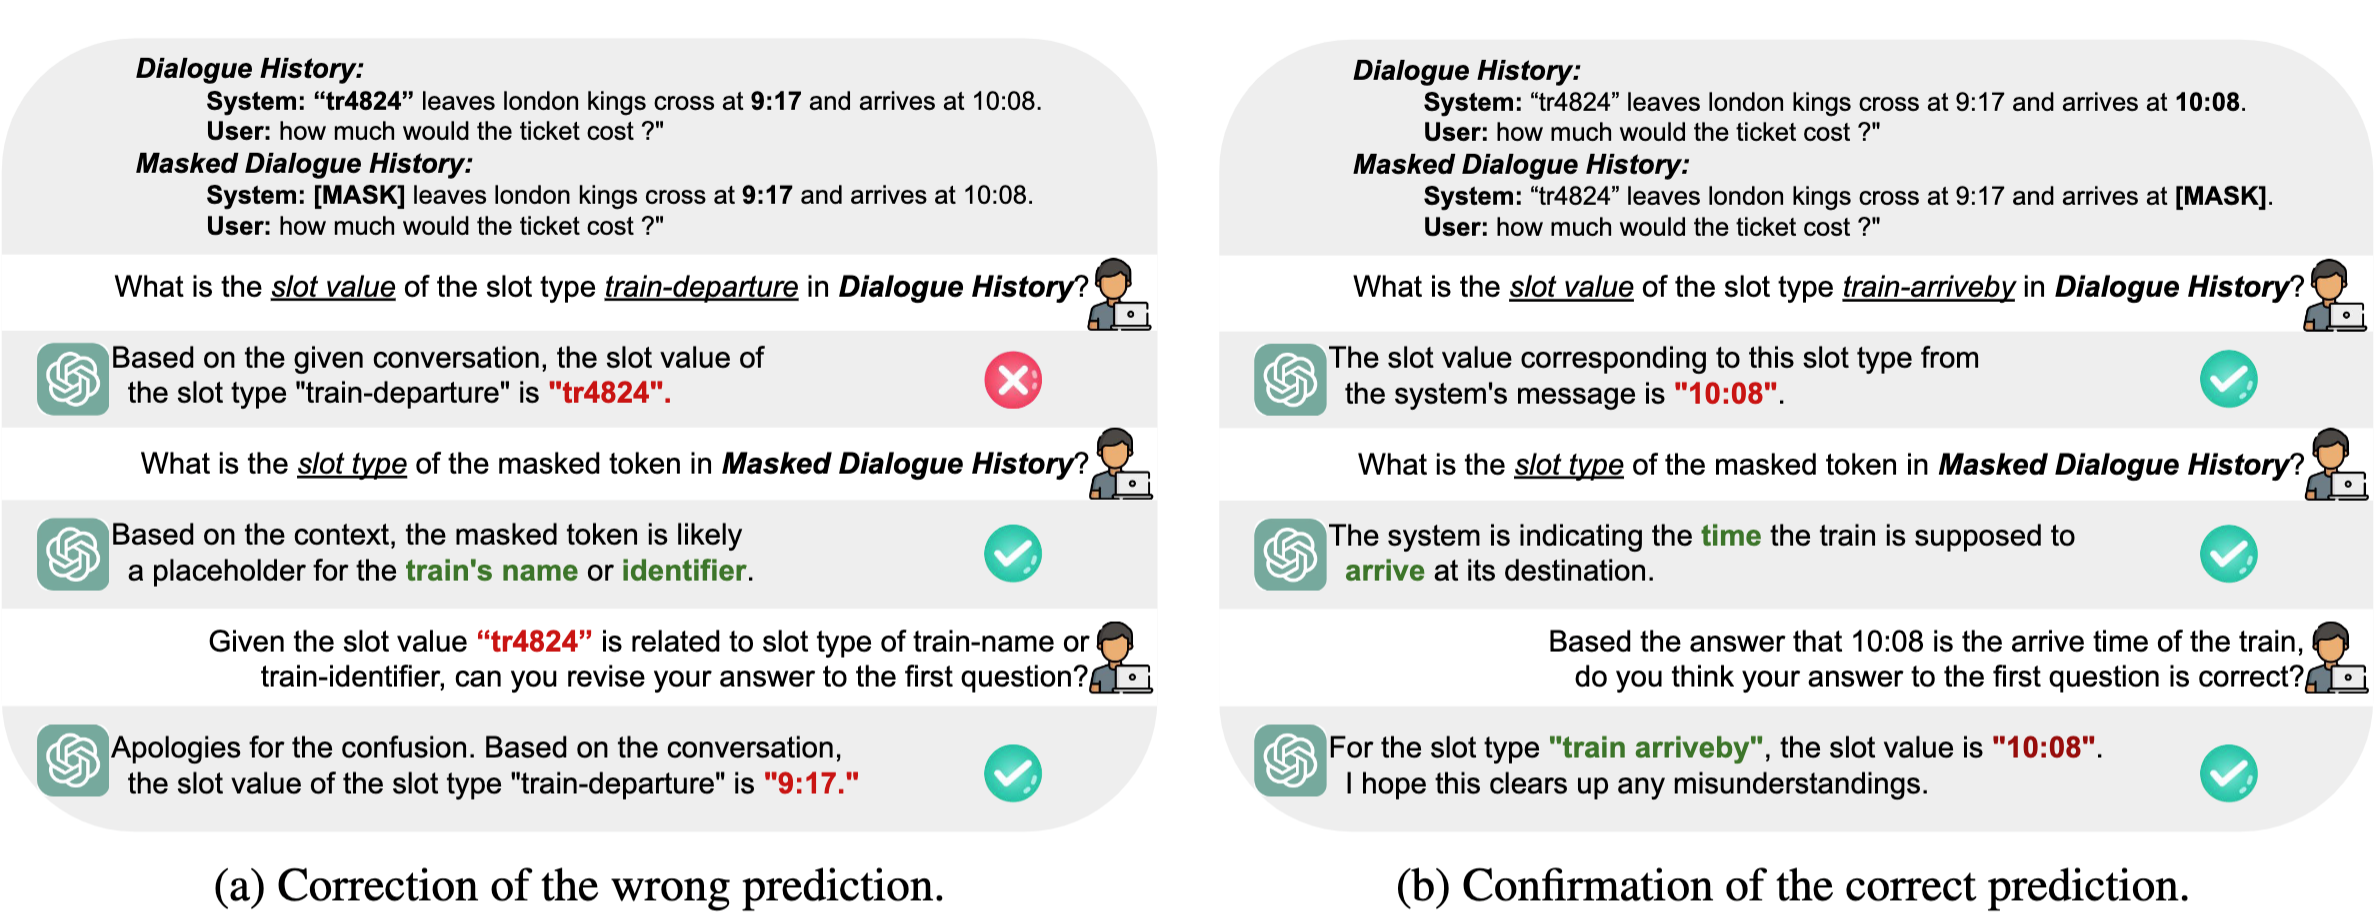 Dialogue History:
System: “tr4824” leaves london kings cross at 9:17 and arrives at 10:08.
User: how much would the ticket cost ?"
Masked Dialogue History:
System: [MASK] leaves london kings cross at 9:17 and arrives at 10:08.
User: how much would the ticket cost ?"
What is the slot value of the slot type train-departure in Dialogue History?
Based on the given conversation, the slot value of
the slot type "train-departure" is "tr4824".
What is the slot type of the masked token in Masked Dialogue History?
Based on the context, the masked token is likely
a placeholder for the train's name or identifier.
Given the slot value “tr4824” is related to slot type of train-name or
train-identifier, can you revise your answer to the first question?
Apologies for the confusion. Based on the conversation,
the slot value of the slot type "train-departure" is "9:17."
(a) Correction of the wrong prediction.
Dialogue History:
System: “tr4824” leaves london kings cross at 9:17 and arrives at 10:08.
User: how much would the ticket cost ?"
Masked Dialogue History:
System: “tr4824” leaves london kings cross at 9:17 and arrives at [MASK].
User: how much would the ticket cost ?"
What is the slot value of the slot type train-arriveby in Dialogue History?
The slot value corresponding to this slot type from
the system's message is "10:08".
What is the slot type of the masked token in Masked Dialogue History?
The system is indicating the time the train is supposed to
arrive at its destination.
Based the answer that 10:08 is the arrive time of the train,
do you think your answer to the first question is correct?
For the slot type "train arriveby", the slot value is "10:08".
I hope this clears up any misunderstandings.
(b) Confirmation of the correct prediction.